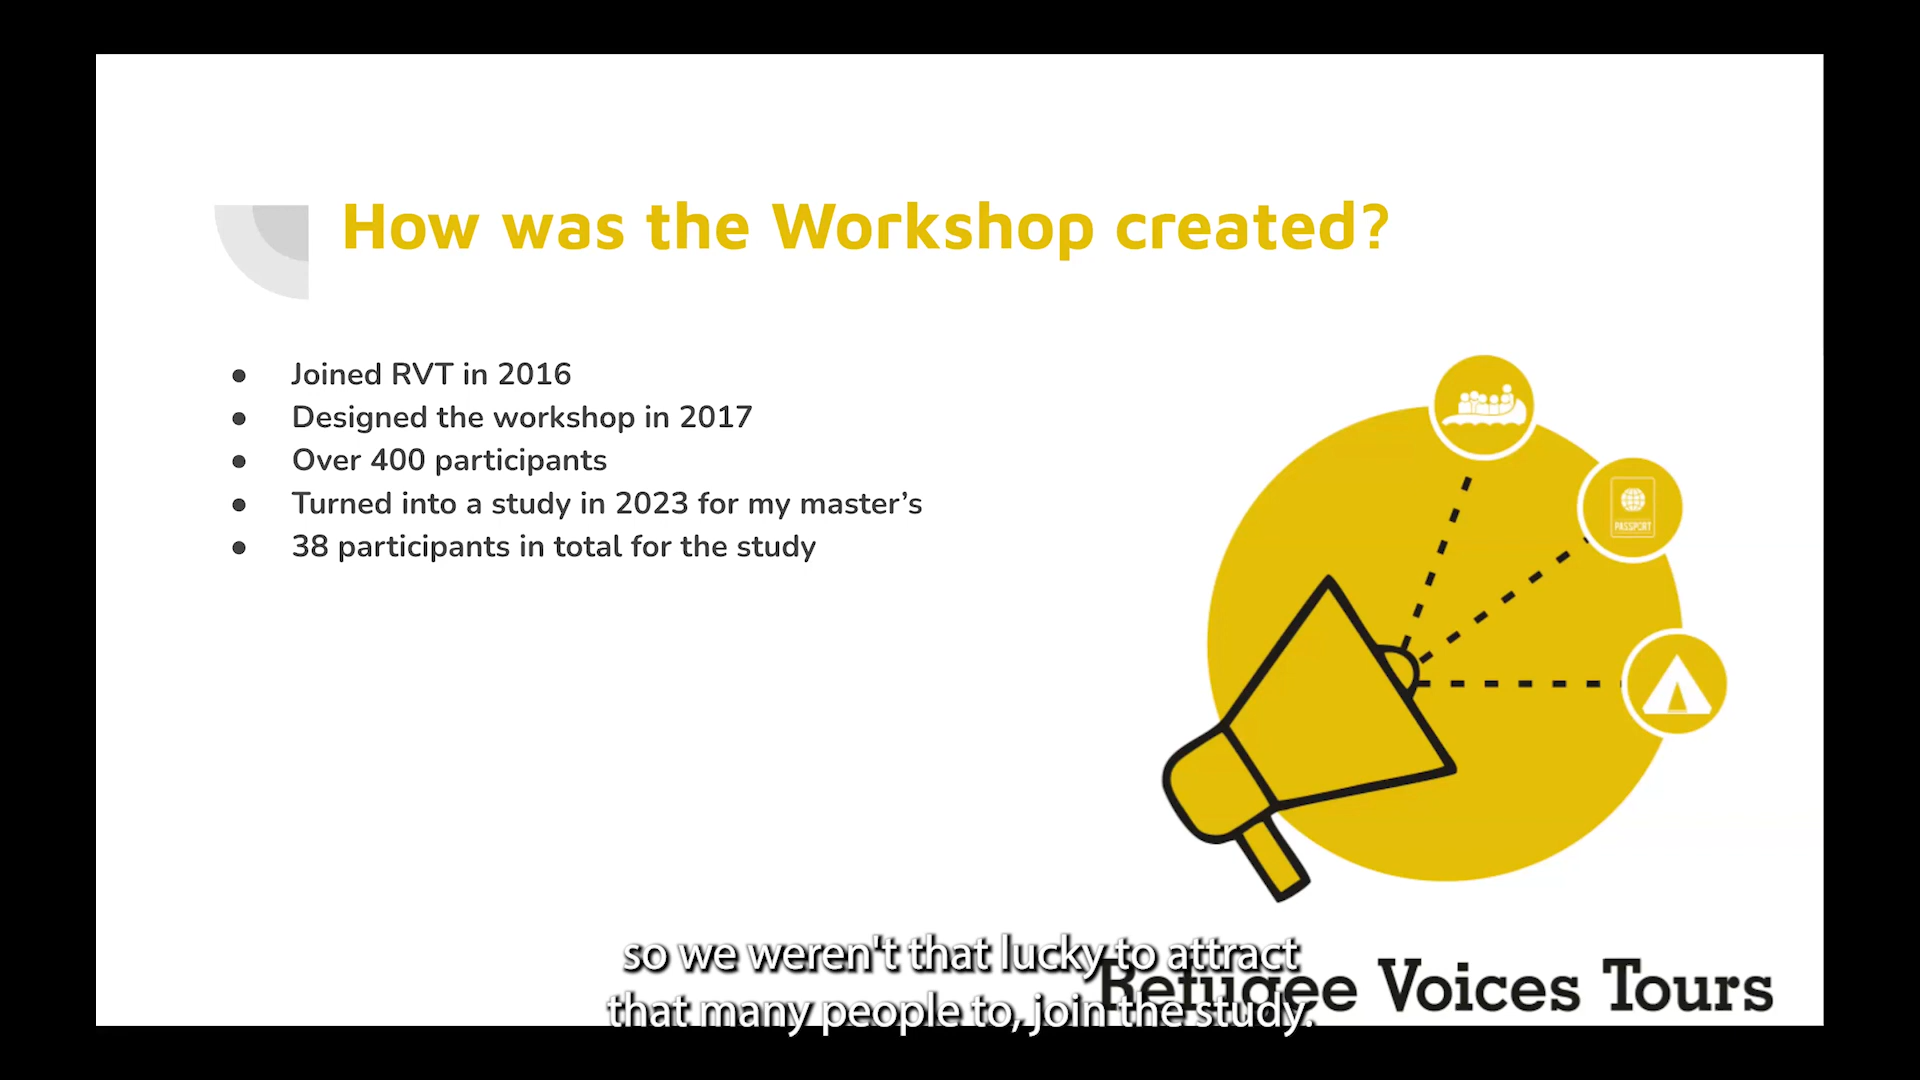 How was the Workshop created?
● Joined RVT in 2016
● Designed the workshop in 2017
● Over 400 participants
● Turned into a study in 2023 for my master’s
● 38 participants in total for the study
PASSPORT
Refugee Voices Tours
so we weren't that lucky to attract
that many people to, join the study.